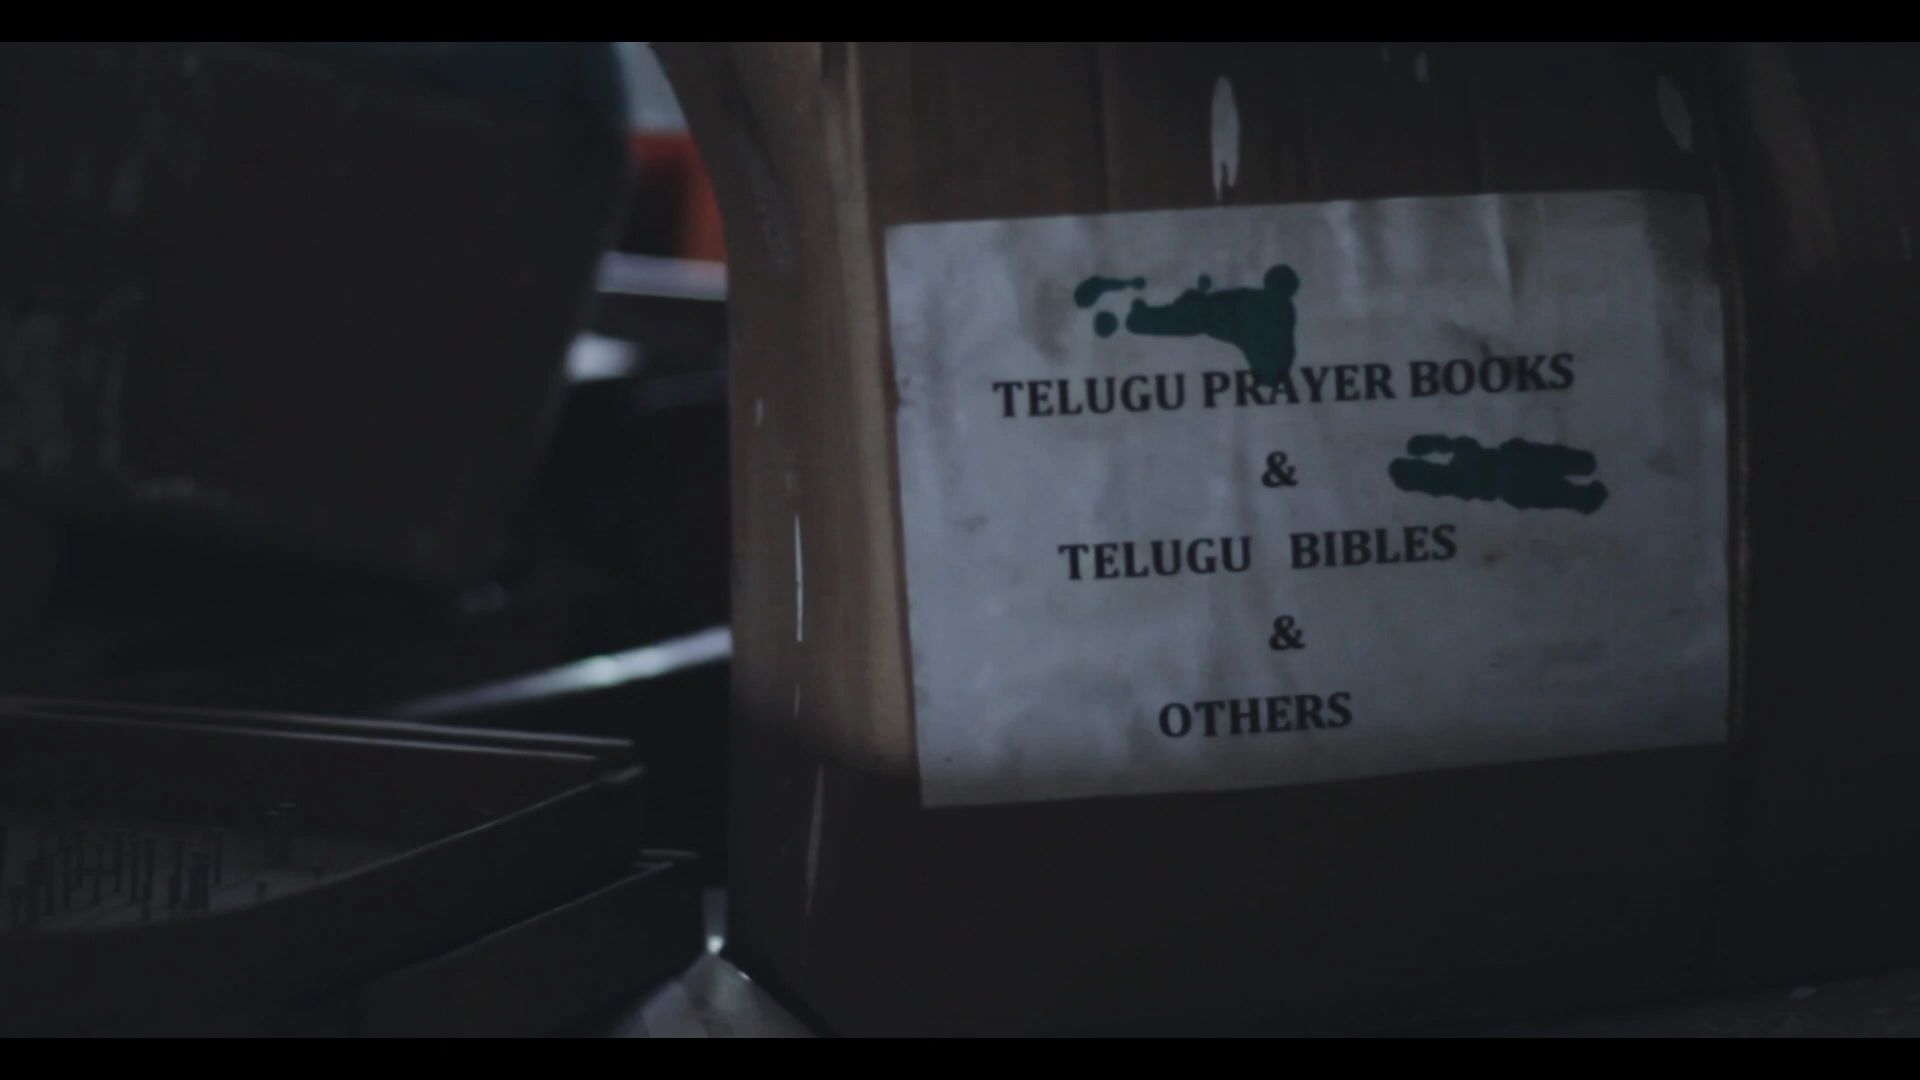 TELUGU PRAYER BOOKS
&
TELUGU BIBLES
&
OTHERS